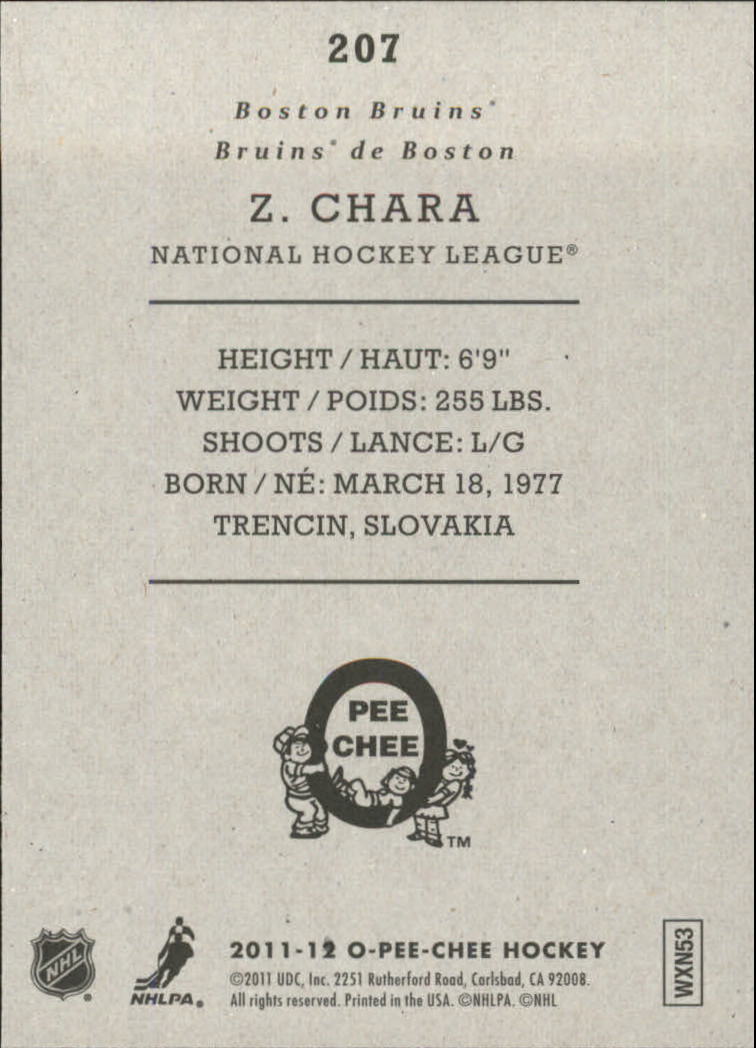 207
Boston Bruins®
Bruins® de Boston
Z. CHARA
NATIONAL HOCKEY LEAGUE®
HEIGHT / HAUT: 6'9"
WEIGHT / POIDS: 255 LBS.
SHOOTS / LANCE: L/G
BORN / NÉ: MARCH 18, 1977
TRENCIN, SLOVAKIA
PEE
CHEE
TM
NHL
®
NHLPA®
2011-12 O-PEE-CHEE HOCKEY
©2011 UDC, Inc. 2251 Rutherford Road, Carlsbad, CA 92008.
All rights reserved. Printed in the USA. ©NHLPA. ©NHL
WXN53